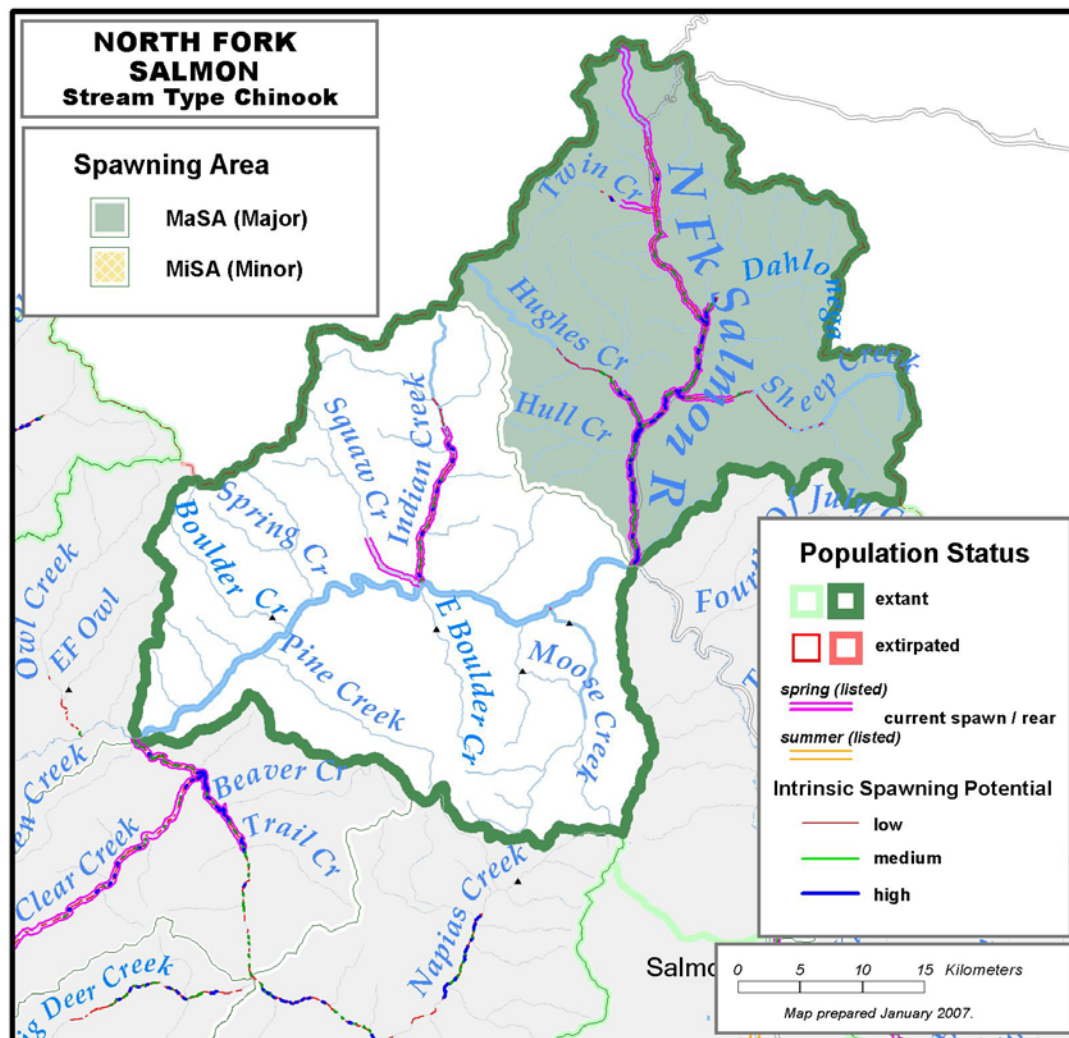 NORTH FORK
SALMON
Stream Type Chinook
Spawning Area
MaSA (Major)
MiSA (Minor)
Twin Cr
N Fk Salmon R
Dahlonega
Sheep Creek
Hughes Cr
Hull Cr
Indian Creek
Squaw Cr
Spring Cr
Boulder Cr
Pine Creek
E Boulder Cr
Moose Creek
Owl Creek
EF Owl
Beaver Cr
Trail Cr
Clear Creek
Creek
Deer Creek
Napias Creek
Of July
Population Status
extant
extirpated
spring (listed)
current spawn / rear
summer (listed)
Intrinsic Spawning Potential
low
medium
high
0 5 10 15 Kilometers
Map prepared January 2007.